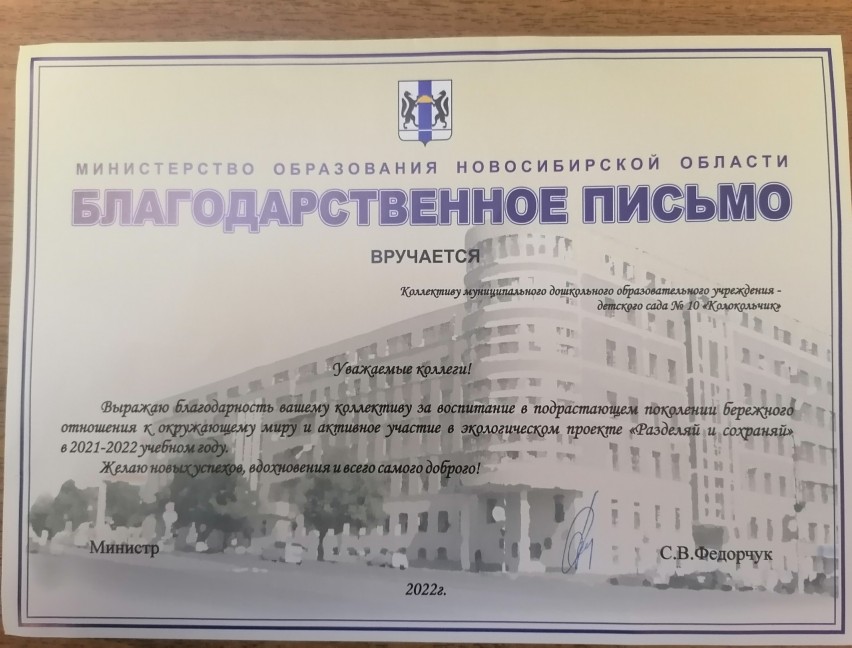 МИНИСТЕРСТВО ОБРАЗОВАНИЯ НОВОСИБИРСКОЙ ОБЛАСТИ
БЛАГОДАРСТВЕННОЕ ПИСЬМО
ВРУЧАЕТСЯ
Коллективу муниципального дошкольного образовательного учреждения -
детского сада № 10 «Колокольчик»
Уважаемые коллеги!
Выражаю благодарность вашему коллективу за воспитание в подрастающем поколении бережного
отношения к окружающему миру и активное участие в экологическом проекте «Разделяй и сохраняй»
в 2021-2022 учебном году.
Желаю новых успехов, вдохновения и всего самого доброго!
Министр С.В.Федорчук
2022г.